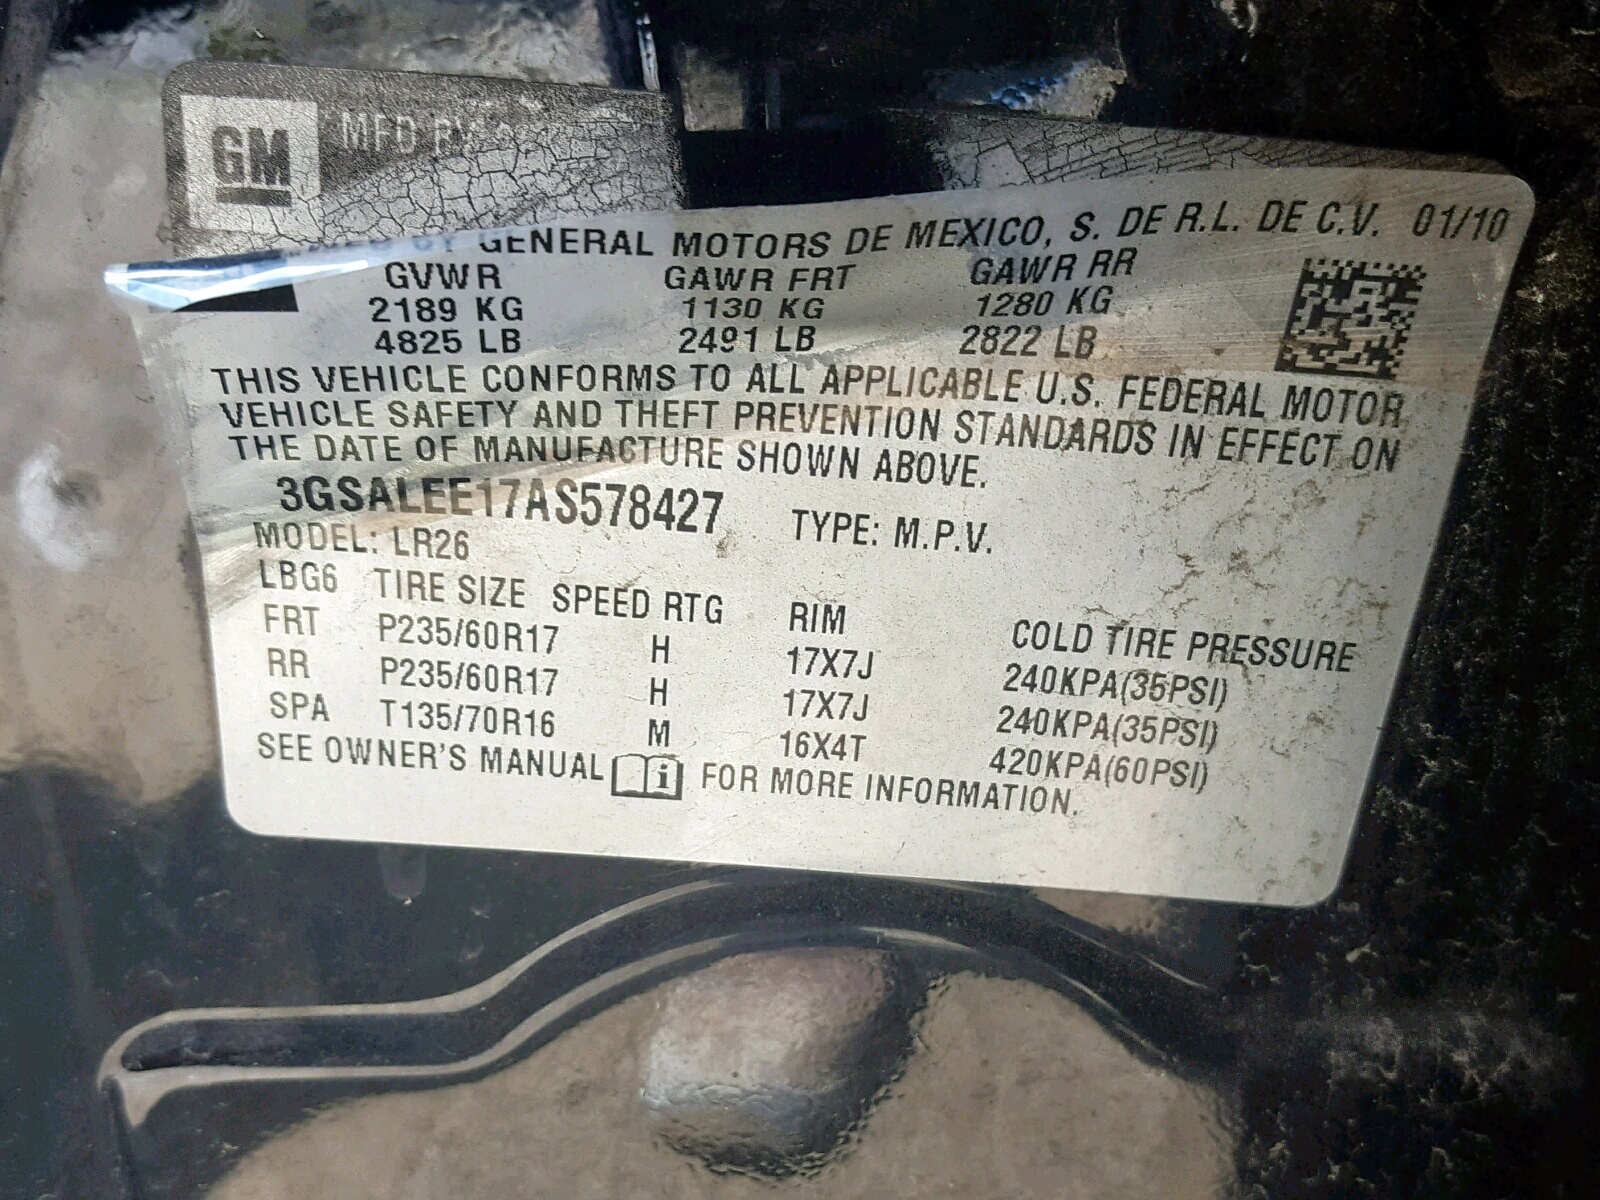 GM MFD BY
BY GENERAL MOTORS DE MEXICO, S. DE R.L. DE C.V. 01/10
GVWR GAWR FRT GAWR RR
2189 KG 1130 KG 1280 KG
4825 LB 2491 LB 2822 LB
THIS VEHICLE CONFORMS TO ALL APPLICABLE U.S. FEDERAL MOTOR
VEHICLE SAFETY AND THEFT PREVENTION STANDARDS IN EFFECT ON
THE DATE OF MANUFACTURE SHOWN ABOVE.
3GSALEE17AS578427 TYPE: M.P.V.
MODEL: LR26
LBG6 TIRE SIZE SPEED RTG RIM COLD TIRE PRESSURE
FRT P235/60R17 H 17X7J 240KPA(35PSI)
RR P235/60R17 H 17X7J 240KPA(35PSI)
SPA T135/70R16 M 16X4T 420KPA(60PSI)
SEE OWNER'S MANUAL i FOR MORE INFORMATION.